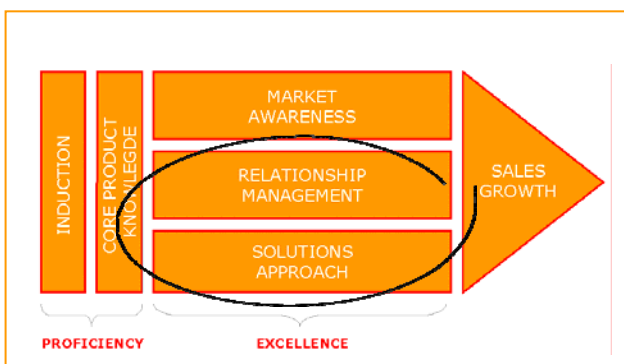 INDUCTION
CORE PRODUCT
KNOWLEGDE
MARKET
AWARENESS
RELATIONSHIP
MANAGEMENT
SOLUTIONS
APPROACH
SALES
GROWTH
PROFICIENCY
EXCELLENCE